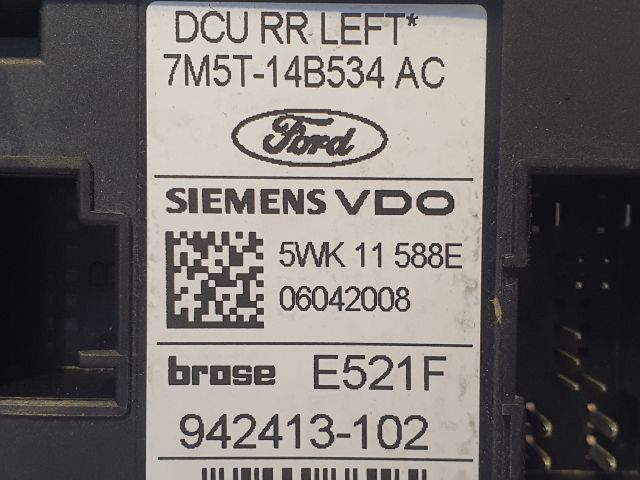 DCU RR LEFT*
7M5T-14B534 AC
Ford
SIEMENS VDO
5WK 11 588E
06042008
brose E521F
942413-102